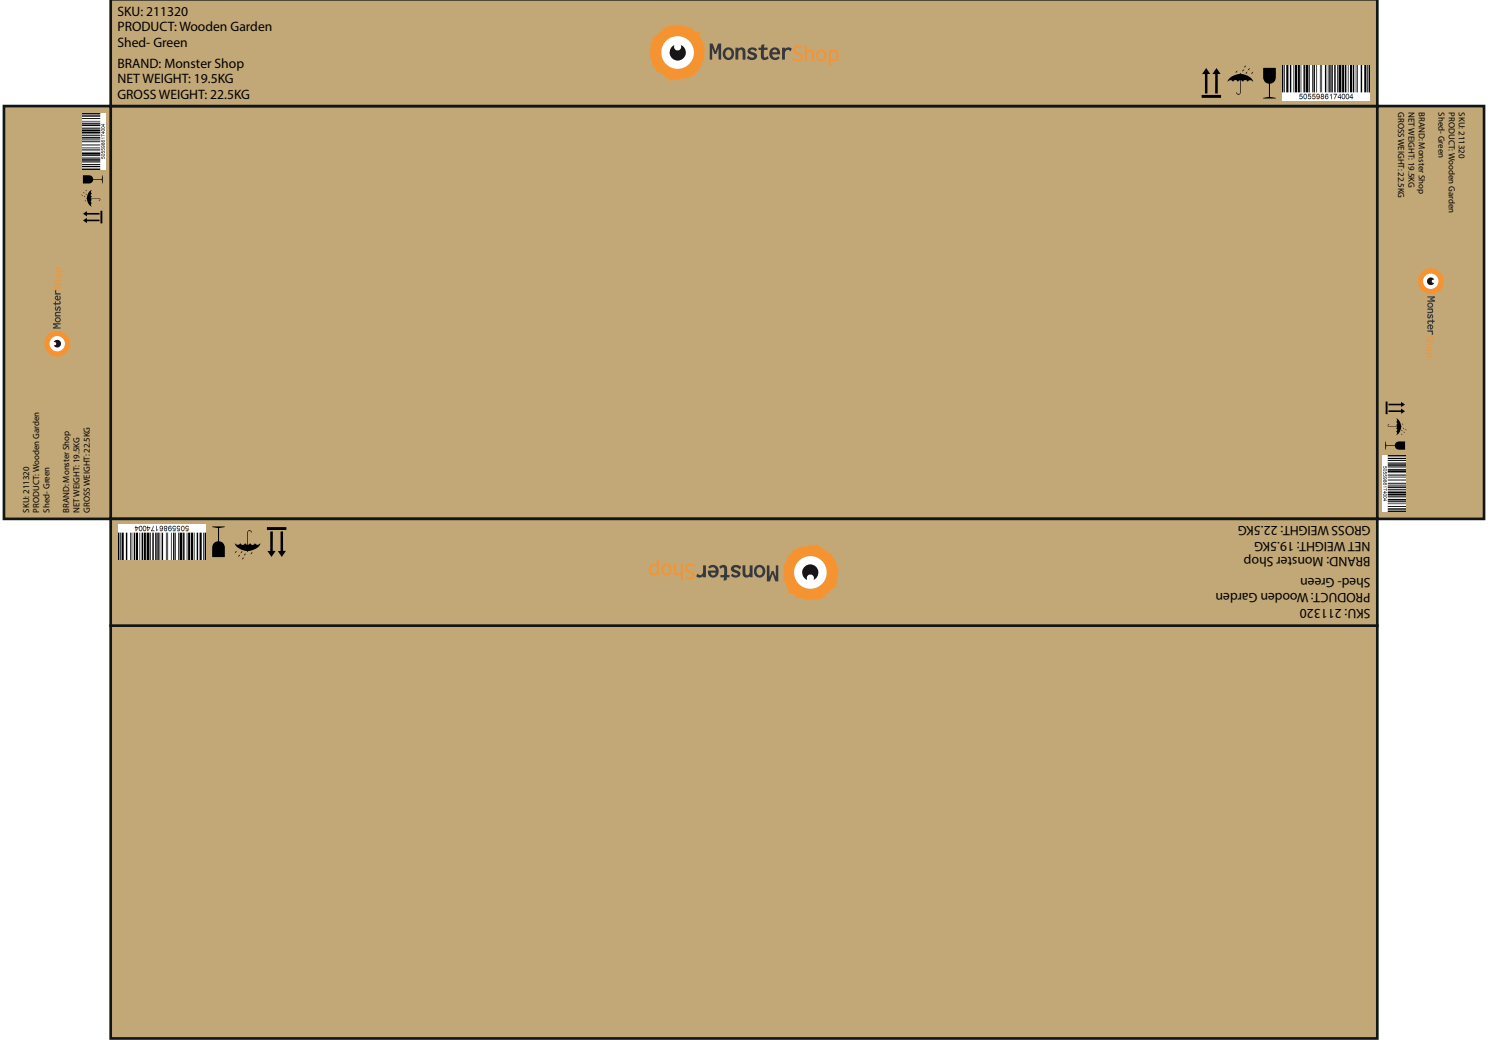 SKU: 211320
PRODUCT: Wooden Garden
Shed- Green
BRAND: Monster Shop
NET WEIGHT: 19.5KG
GROSS WEIGHT: 22.5KG
MonsterShop
5055986174004
5055986174004
MonsterShop
SKU: 211320
PRODUCT: Wooden Garden
Shed- Green
BRAND: Monster Shop
NET WEIGHT: 19.5KG
GROSS WEIGHT: 22.5KG
SKU: 211320
PRODUCT: Wooden Garden
Shed- Green
BRAND: Monster Shop
NET WEIGHT: 19.5KG
GROSS WEIGHT: 22.5KG
MonsterShop
5055986174004
SKU: 211320
PRODUCT: Wooden Garden
Shed- Green
BRAND: Monster Shop
NET WEIGHT: 19.5KG
GROSS WEIGHT: 22.5KG
MonsterShop
5055986174004